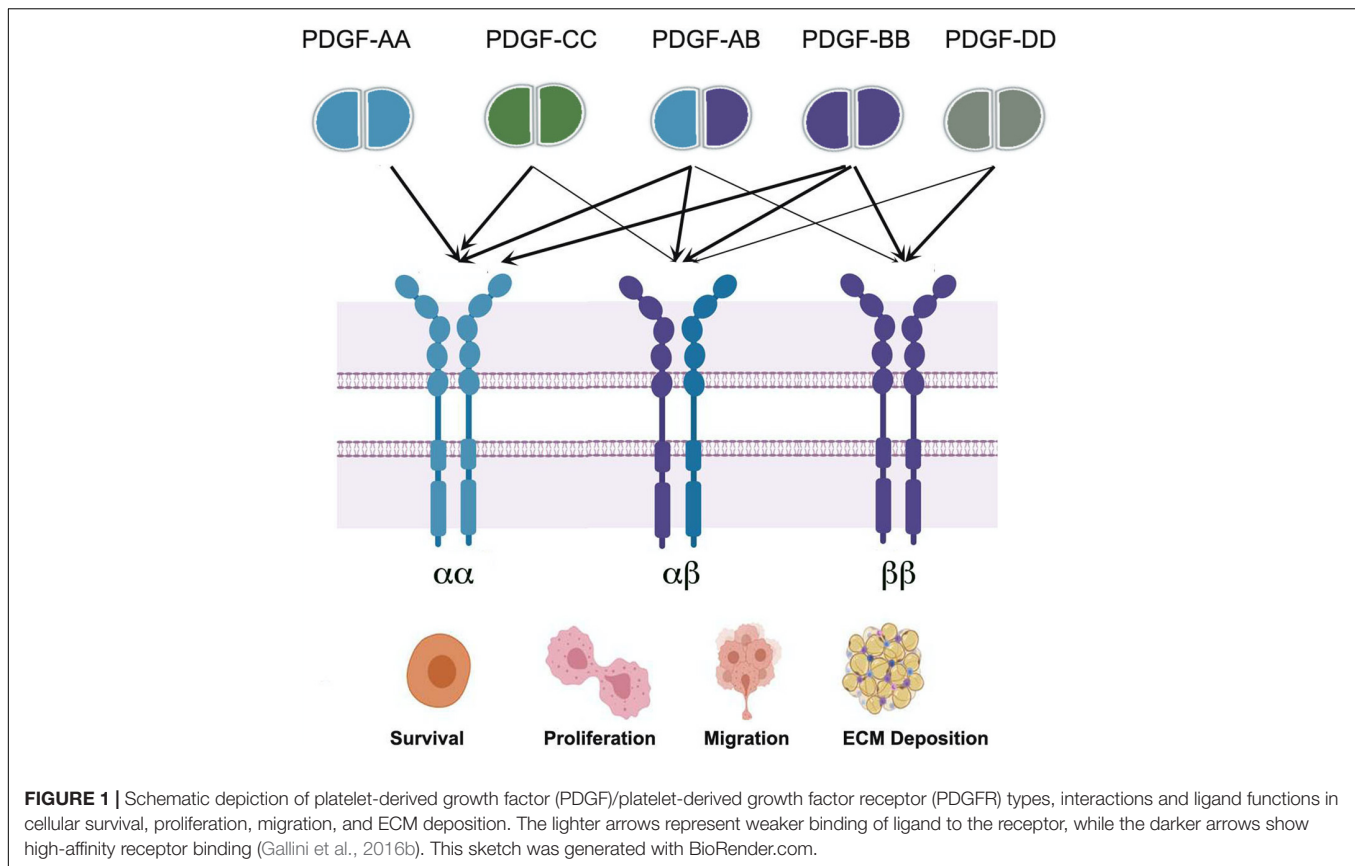 PDGF-AA PDGF-CC PDGF-AB PDGF-BB PDGF-DD
αα αβ ββ
Survival Proliferation Migration ECM Deposition
FIGURE 1 | Schematic depiction of platelet-derived growth factor (PDGF)/platelet-derived growth factor receptor (PDGFR) types, interactions and ligand functions in
cellular survival, proliferation, migration, and ECM deposition. The lighter arrows represent weaker binding of ligand to the receptor, while the darker arrows show
high-affinity receptor binding (Gallini et al., 2016b). This sketch was generated with BioRender.com.